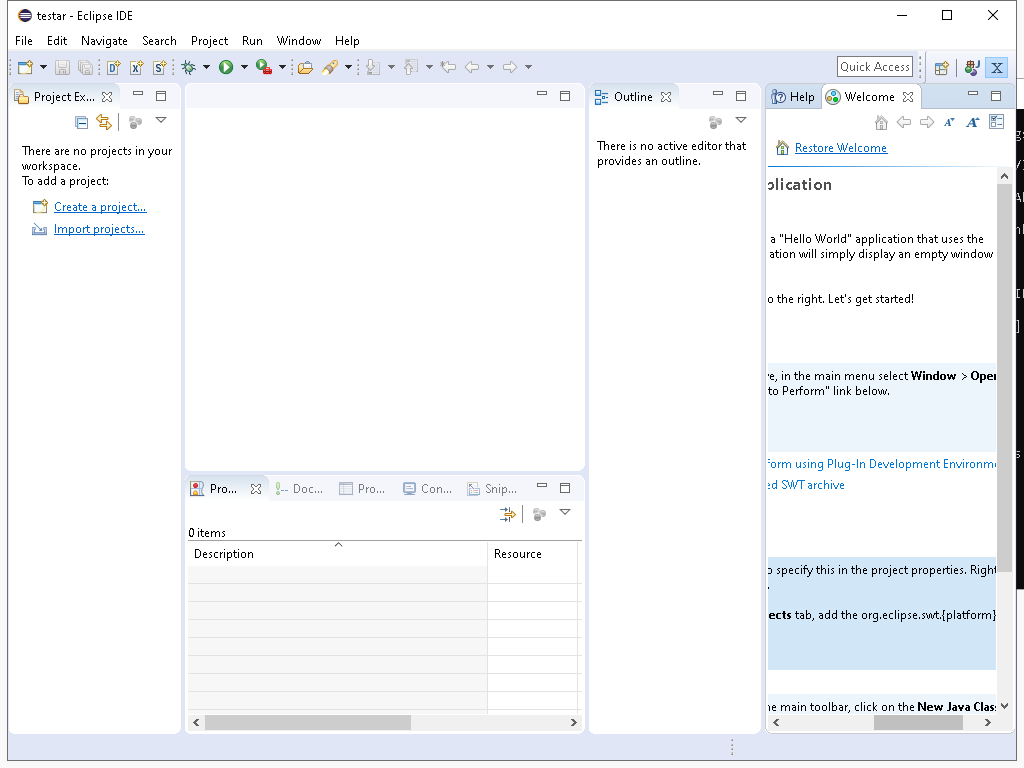 testar - Eclipse IDE
File Edit Navigate Search Project Run Window Help
Quick Access
Project Ex...
There are no projects in your
workspace.
To add a project:
Create a project...
Import projects...
Outline
There is no active editor that
provides an outline.
Help
Welcome
Restore Welcome
plication
a "Hello World" application that uses the
ation will simply display an empty window
o the right. Let's get started!
e, in the main menu select Window > Oper
to Perform" link below.
form using Plug-In Development Environme
ed SWT archive
o specify this in the project properties. Right
ects tab, add the org.eclipse.swt.{platform}
e main toolbar, click on the New Java Clas
Pro... Doc... Pro... Con... Snip...
0 items
Description Resource